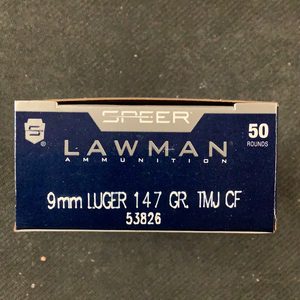 SPEER
LAWMAN
AMMUNITION
50
ROUNDS
9mm LUGER 147 GR. TMJ CF
53826